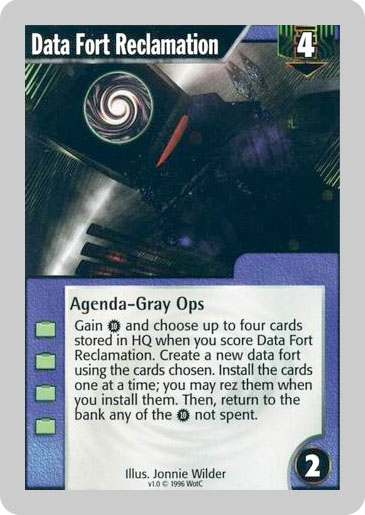 Data Fort Reclamation
4
Agenda-Gray Ops
Gain 10 and choose up to four cards
stored in HQ when you score Data Fort
Reclamation. Create a new data fort
using the cards chosen. Install the cards
one at a time; you may rez them when
you install them. Then, return to the
bank any of the 10 not spent.
Illus. Jonnie Wilder
v1.0 © 1996 WotC
2